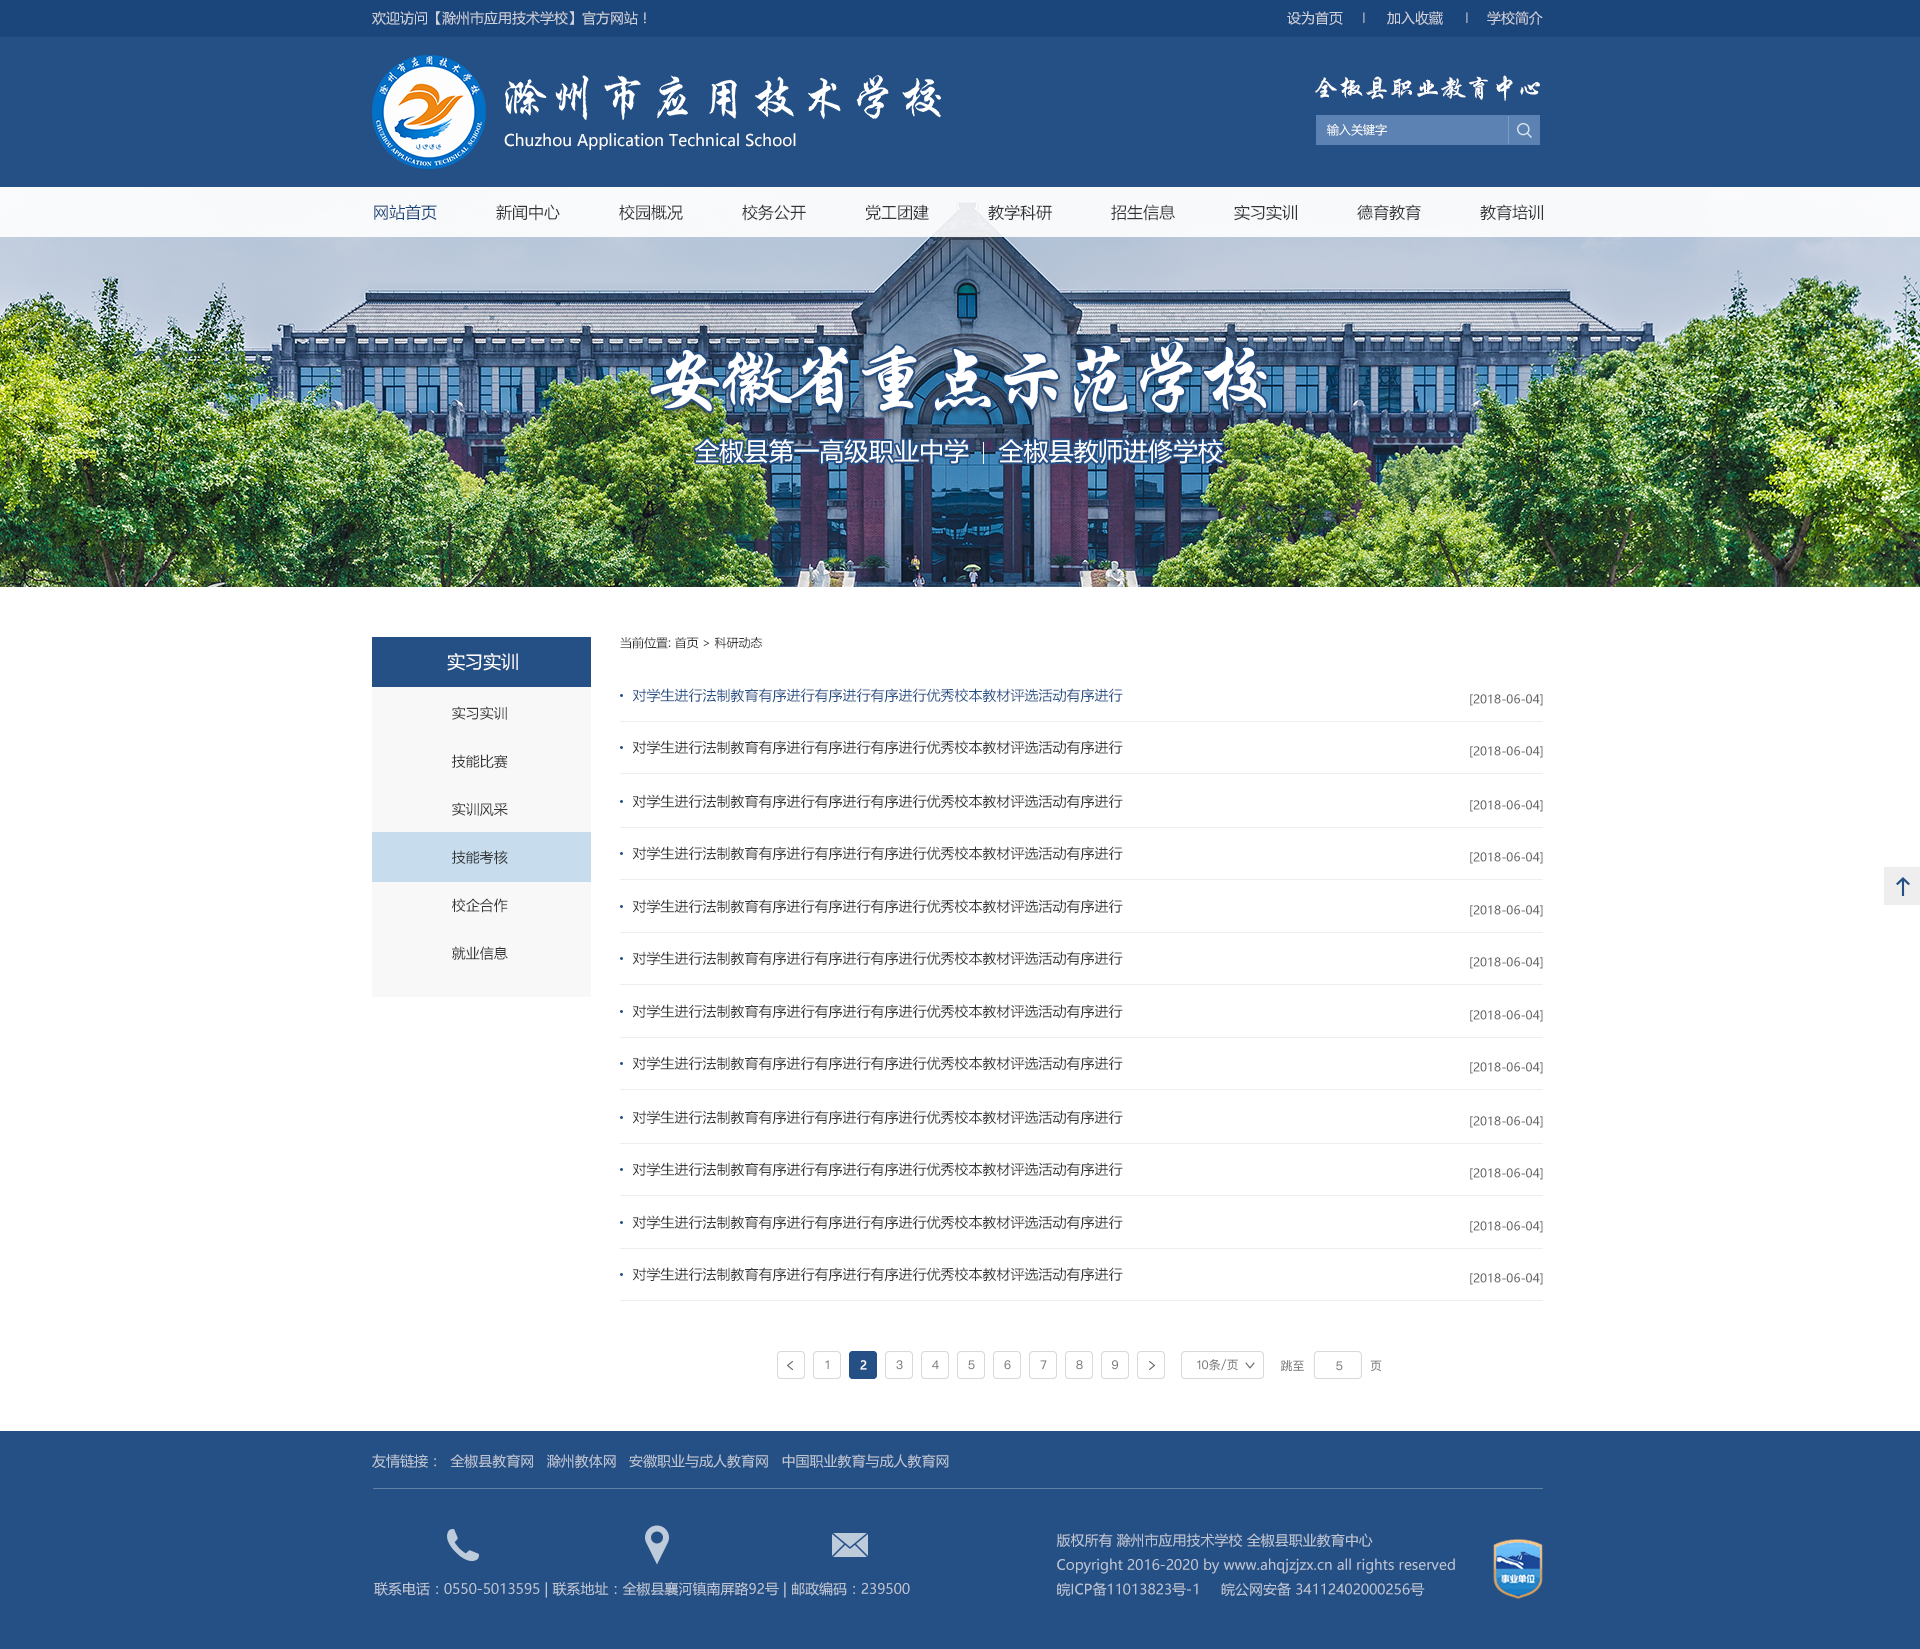 欢迎访问【滁州市应用技术学校】官方网站！
设为首页 | 加入收藏 | 学校简介
滁州市应用技术学校
CHUZHOU APPLICATION TECHNICAL SCHOOL
滁州市应用技术学校
Chuzhou Application Technical School
全椒县职业教育中心
输入关键字
网站首页 新闻中心 校园概况 校务公开 党工团建 教学科研 招生信息 实习实训 德育教育 教育培训
安徽省重点示范学校
全椒县第一高级职业中学 | 全椒县教师进修学校
实习实训
实习实训
技能比赛
实训风采
技能考核
校企合作
就业信息
当前位置: 首页 > 科研动态
对学生进行法制教育有序进行有序进行有序进行优秀校本教材评选活动有序进行 [2018-06-04]
对学生进行法制教育有序进行有序进行有序进行优秀校本教材评选活动有序进行 [2018-06-04]
对学生进行法制教育有序进行有序进行有序进行优秀校本教材评选活动有序进行 [2018-06-04]
对学生进行法制教育有序进行有序进行有序进行优秀校本教材评选活动有序进行 [2018-06-04]
对学生进行法制教育有序进行有序进行有序进行优秀校本教材评选活动有序进行 [2018-06-04]
对学生进行法制教育有序进行有序进行有序进行优秀校本教材评选活动有序进行 [2018-06-04]
对学生进行法制教育有序进行有序进行有序进行优秀校本教材评选活动有序进行 [2018-06-04]
对学生进行法制教育有序进行有序进行有序进行优秀校本教材评选活动有序进行 [2018-06-04]
对学生进行法制教育有序进行有序进行有序进行优秀校本教材评选活动有序进行 [2018-06-04]
对学生进行法制教育有序进行有序进行有序进行优秀校本教材评选活动有序进行 [2018-06-04]
对学生进行法制教育有序进行有序进行有序进行优秀校本教材评选活动有序进行 [2018-06-04]
对学生进行法制教育有序进行有序进行有序进行优秀校本教材评选活动有序进行 [2018-06-04]
< 1 2 3 4 5 6 7 8 9 > 10条/页 跳至 5 页
友情链接： 全椒县教育网 滁州教体网 安徽职业与成人教育网 中国职业教育与成人教育网
联系电话：0550-5013595 | 联系地址：全椒县襄河镇南屏路92号 | 邮政编码：239500
版权所有 滁州市应用技术学校 全椒县职业教育中心
Copyright 2016-2020 by www.ahqjzjzx.cn all rights reserved
皖ICP备11013823号-1 皖公网安备 34112402000256号
事业单位